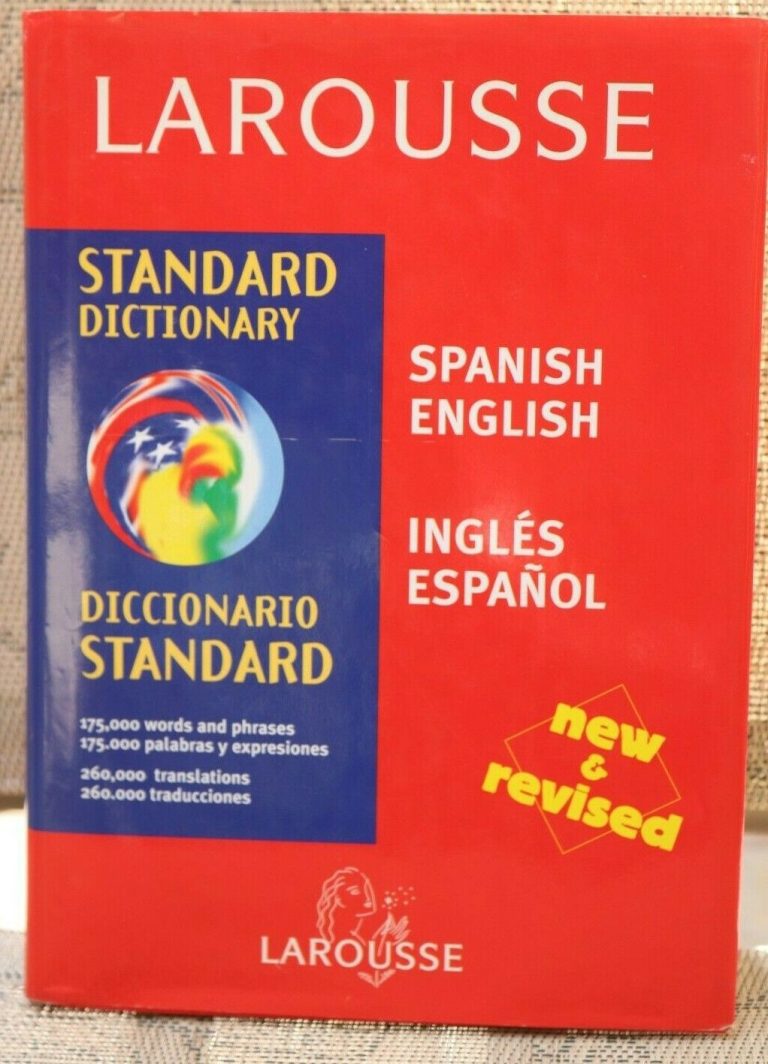 LAROUSSE
STANDARD
DICTIONARY
DICCIONARIO
STANDARD
175,000 words and phrases
175.000 palabras y expresiones
260,000 translations
260.000 traducciones
SPANISH
ENGLISH
INGLÉS
ESPAÑOL
new
&
revised
LAROUSSE